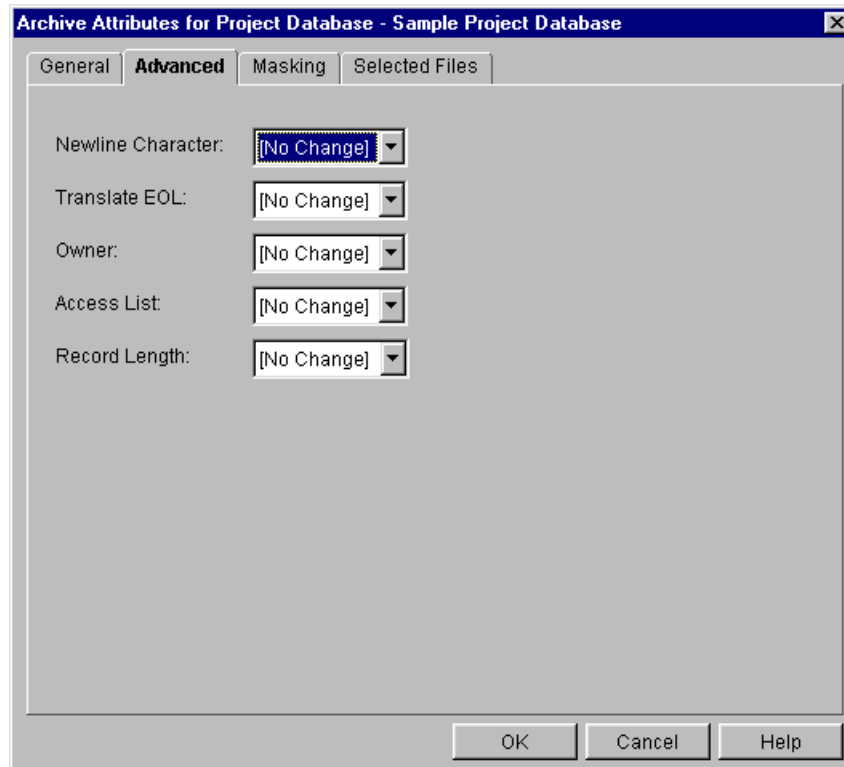 Archive Attributes for Project Database - Sample Project Database
General Advanced Masking Selected Files
Newline Character: [No Change]
Translate EOL: [No Change]
Owner: [No Change]
Access List: [No Change]
Record Length: [No Change]
OK Cancel Help